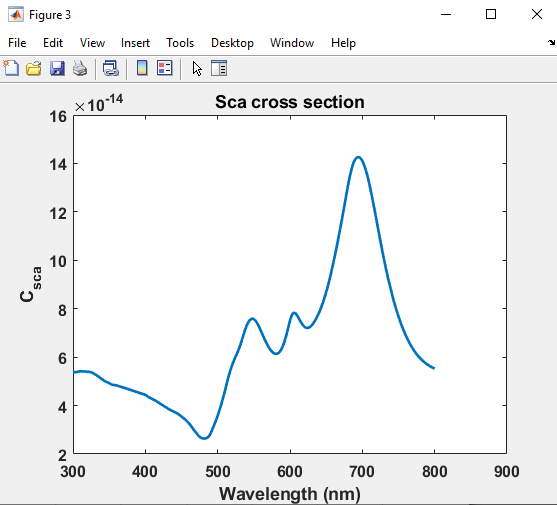 Figure 3
File Edit View Insert Tools Desktop Window Help
×10⁻¹⁴
Sca cross section
16
14
12
10
8
6
4
2
C_sca
300 400 500 600 700 800 900
Wavelength (nm)